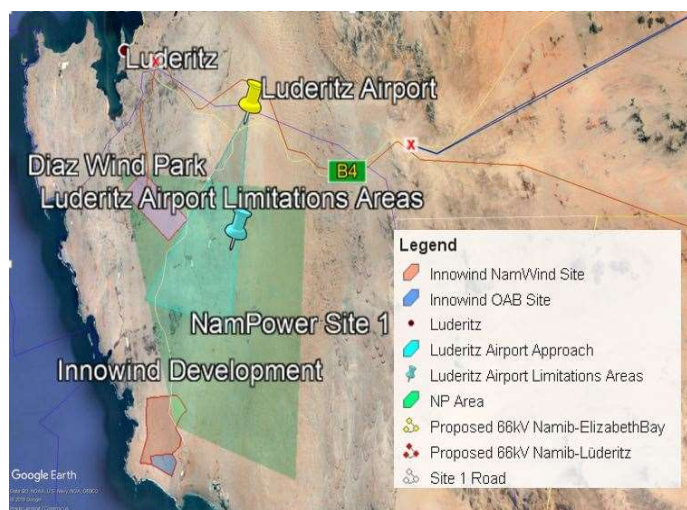 Luderitz
X
Luderitz Airport
X
B4
Diaz Wind Park
Luderitz Airport Limitations Areas
NamPower Site 1
Innowind Development
Legend
Innowind NamWind Site
Innowind OAB Site
Luderitz
Luderitz Airport Approach
Luderitz Airport Limitations Areas
NP Area
Proposed 66kV Namib-ElizabethBay
Proposed 66kV Namib-Lüderitz
Site 1 Road
Google Earth